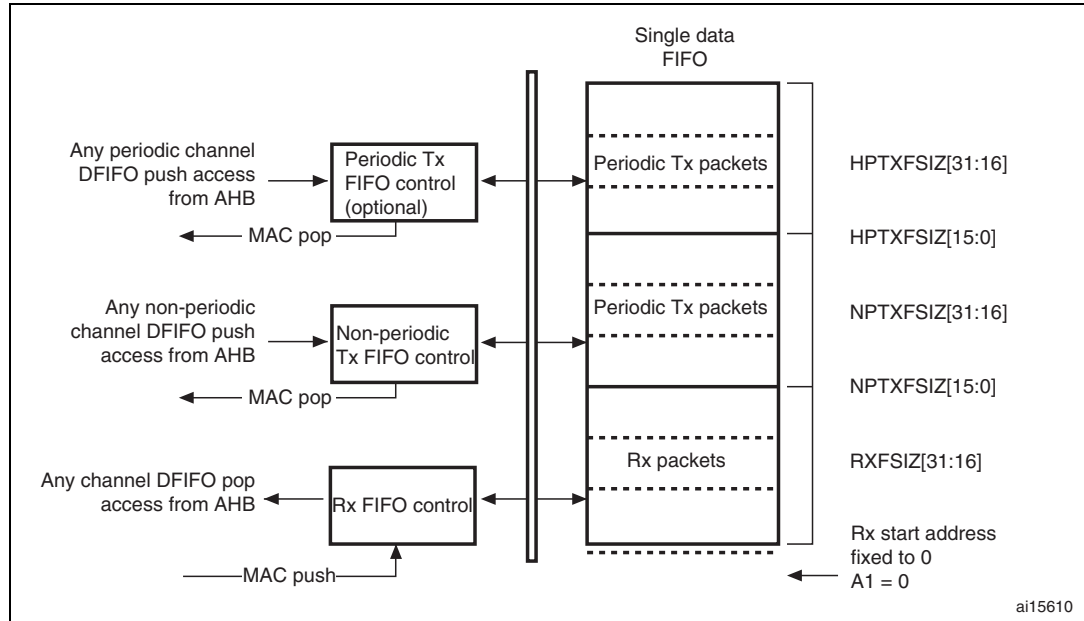 Single data
FIFO
Any periodic channel
DFIFO push access
from AHB
Periodic Tx
FIFO control
(optional)
MAC pop
Periodic Tx packets
HPTXFSIZ[31:16]
HPTXFSIZ[15:0]
Any non-periodic
channel DFIFO push
access from AHB
Non-periodic
Tx FIFO control
MAC pop
Periodic Tx packets
NPTXFSIZ[31:16]
NPTXFSIZ[15:0]
Any channel DFIFO pop
access from AHB
Rx FIFO control
MAC push
Rx packets
RXFSIZ[31:16]
Rx start address
fixed to 0
A1 = 0
ai15610